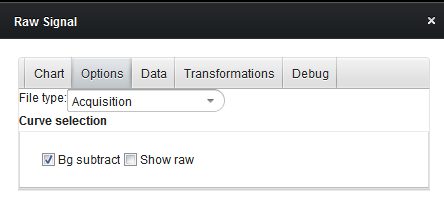 Raw Signal
Chart Options Data Transformations Debug
File type: Acquisition
Curve selection
Bg subtract Show raw